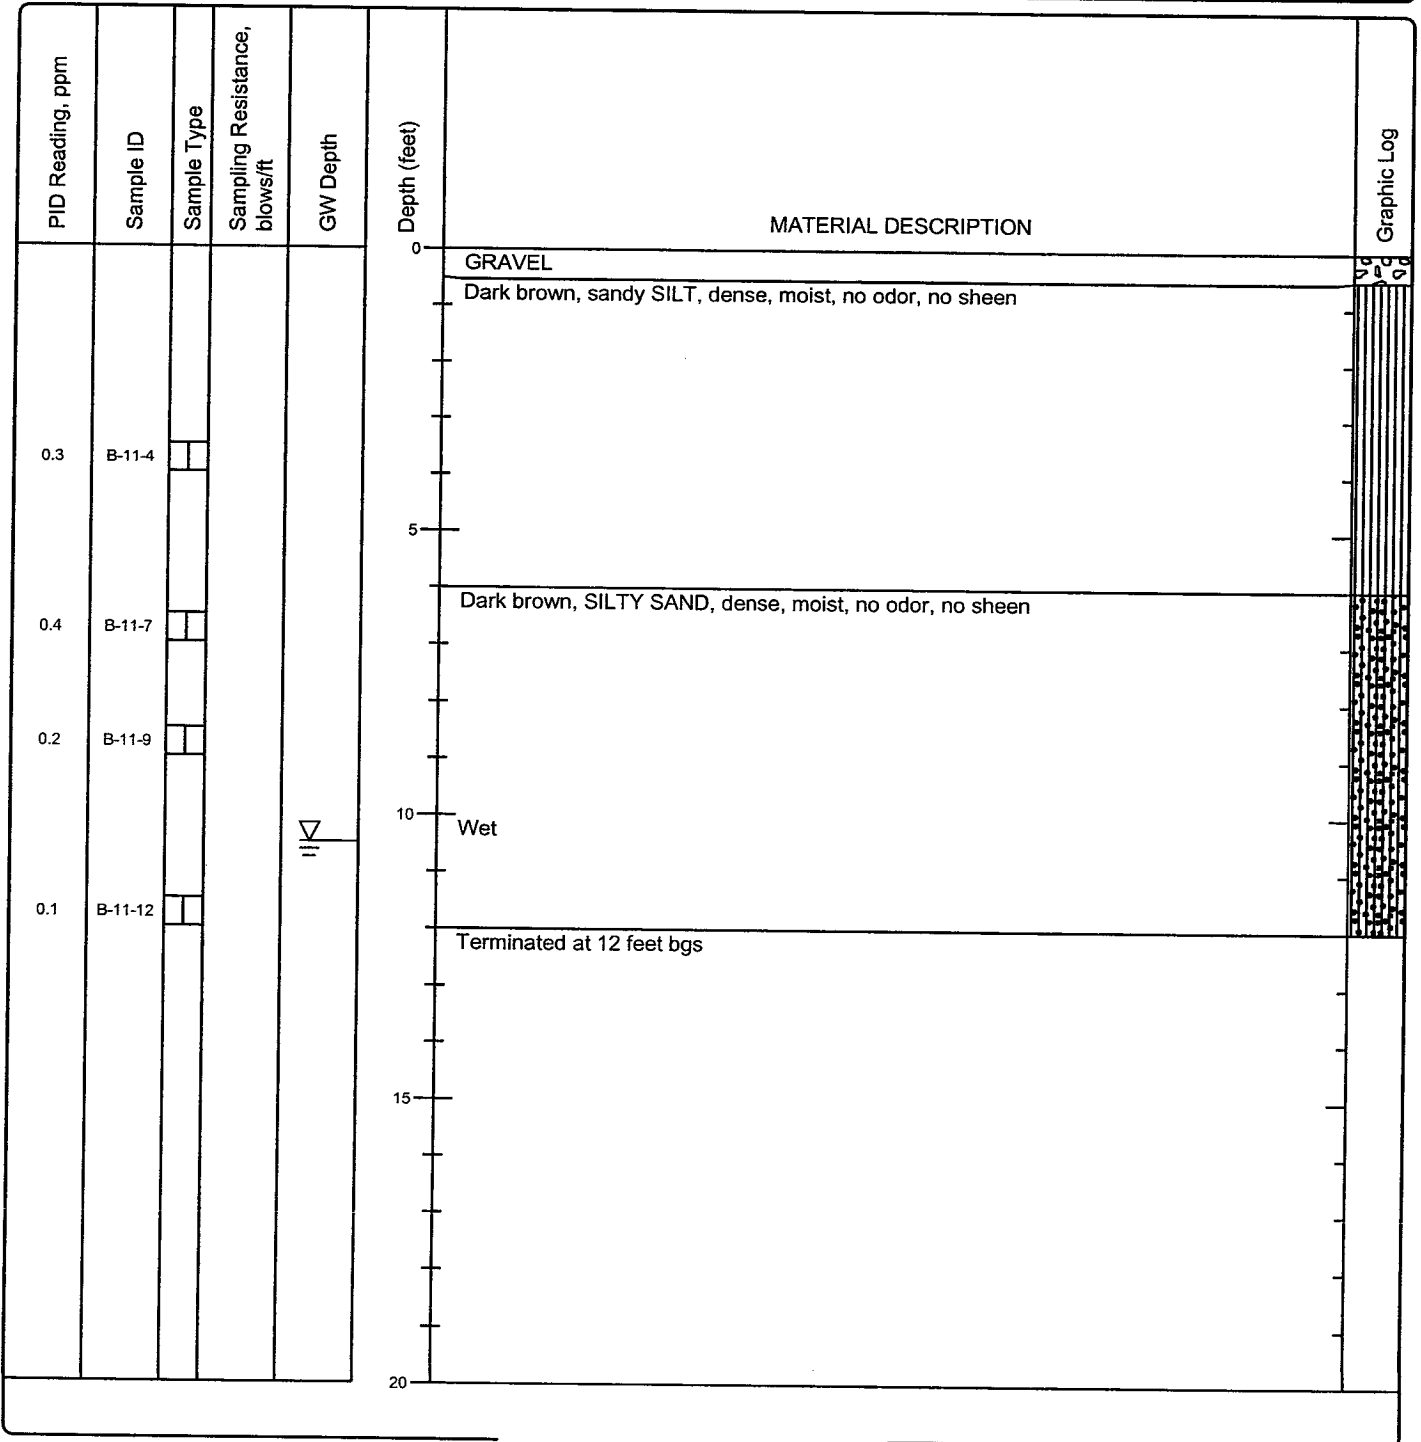 PID Reading, ppm
Sample ID
Sample Type
Sampling Resistance,
blows/ft
GW Depth
Depth (feet)
MATERIAL DESCRIPTION
Graphic Log
0
GRAVEL
Dark brown, sandy SILT, dense, moist, no odor, no sheen
0.3 B-11-4
5
Dark brown, SILTY SAND, dense, moist, no odor, no sheen
0.4 B-11-7
0.2 B-11-9
10
Wet
0.1 B-11-12
Terminated at 12 feet bgs
15
20